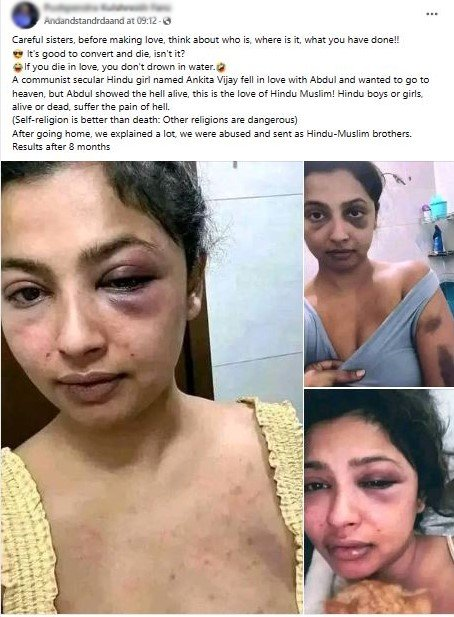 Andandstandrdaand at 09:12 ·
Careful sisters, before making love, think about who is, where is it, what you have done!!
😎 It's good to convert and die, isn't it?
🤣If you die in love, you don't drown in water.🤣
A communist secular Hindu girl named Ankita Vijay fell in love with Abdul and wanted to go to
heaven, but Abdul showed the hell alive, this is the love of Hindu Muslim! Hindu boys or girls,
alive or dead, suffer the pain of hell.
(Self-religion is better than death: Other religions are dangerous)
After going home, we explained a lot, we were abused and sent as Hindu-Muslim brothers.
Results after 8 months